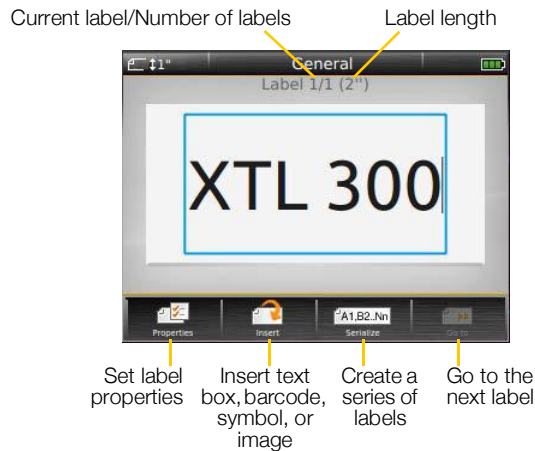 Current label/Number of labels Label length
1" General
Label 1/1 (2")
XTL 300
A1,B2..Nn
Properties Insert Serialize Go to
Set label Insert text Create a Go to the
properties box, barcode, series of next label
symbol, or labels
image